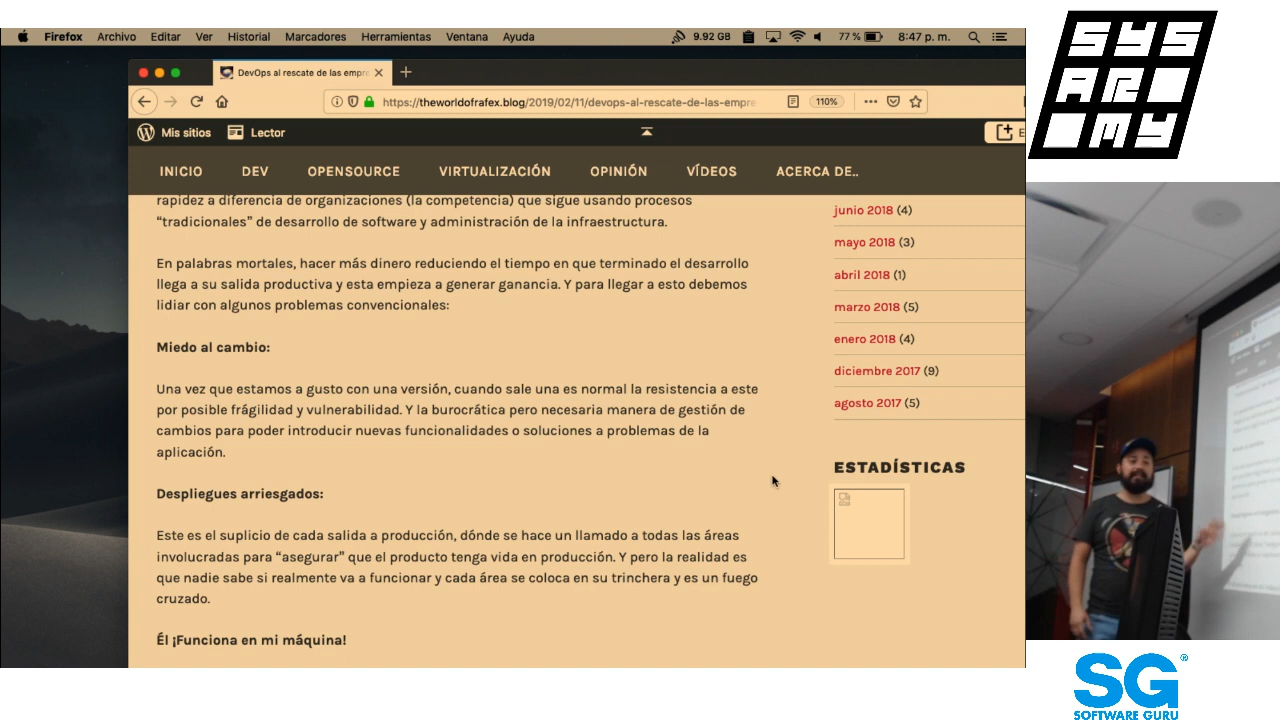 Firefox Archivo Editar Ver Historial Marcadores Herramientas Ventana Ayuda 9.92 GB 77 % 8:47 p. m.
DevOps al rescate de las empre
https://theworldofrafex.blog/2019/02/11/devops-al-rescate-de-las-empre 110%
Mis sitios Lector E
INICIO DEV OPENSOURCE VIRTUALIZACIÓN OPINIÓN VÍDEOS ACERCA DE..
rapidez a diferencia de organizaciones (la competencia) que sigue usando procesos
“tradicionales” de desarrollo de software y administración de la infraestructura.
En palabras mortales, hacer más dinero reduciendo el tiempo en que terminado el desarrollo
llega a su salida productiva y esta empieza a generar ganancia. Y para llegar a esto debemos
lidiar con algunos problemas convencionales:
Miedo al cambio:
Una vez que estamos a gusto con una versión, cuando sale una es normal la resistencia a este
por posible frágilidad y vulnerabilidad. Y la burocrática pero necesaria manera de gestión de
cambios para poder introducir nuevas funcionalidades o soluciones a problemas de la
aplicación.
Despliegues arriesgados:
Este es el suplicio de cada salida a producción, dónde se hace un llamado a todas las áreas
involucradas para “asegurar” que el producto tenga vida en producción. Y pero la realidad es
que nadie sabe si realmente va a funcionar y cada área se coloca en su trinchera y es un fuego
cruzado.
Él ¡Funciona en mi máquina!
junio 2018 (4)
mayo 2018 (3)
abril 2018 (1)
marzo 2018 (5)
enero 2018 (4)
diciembre 2017 (9)
agosto 2017 (5)
ESTADÍSTICAS
SYS
AR
MY
SG®
SOFTWARE GURU